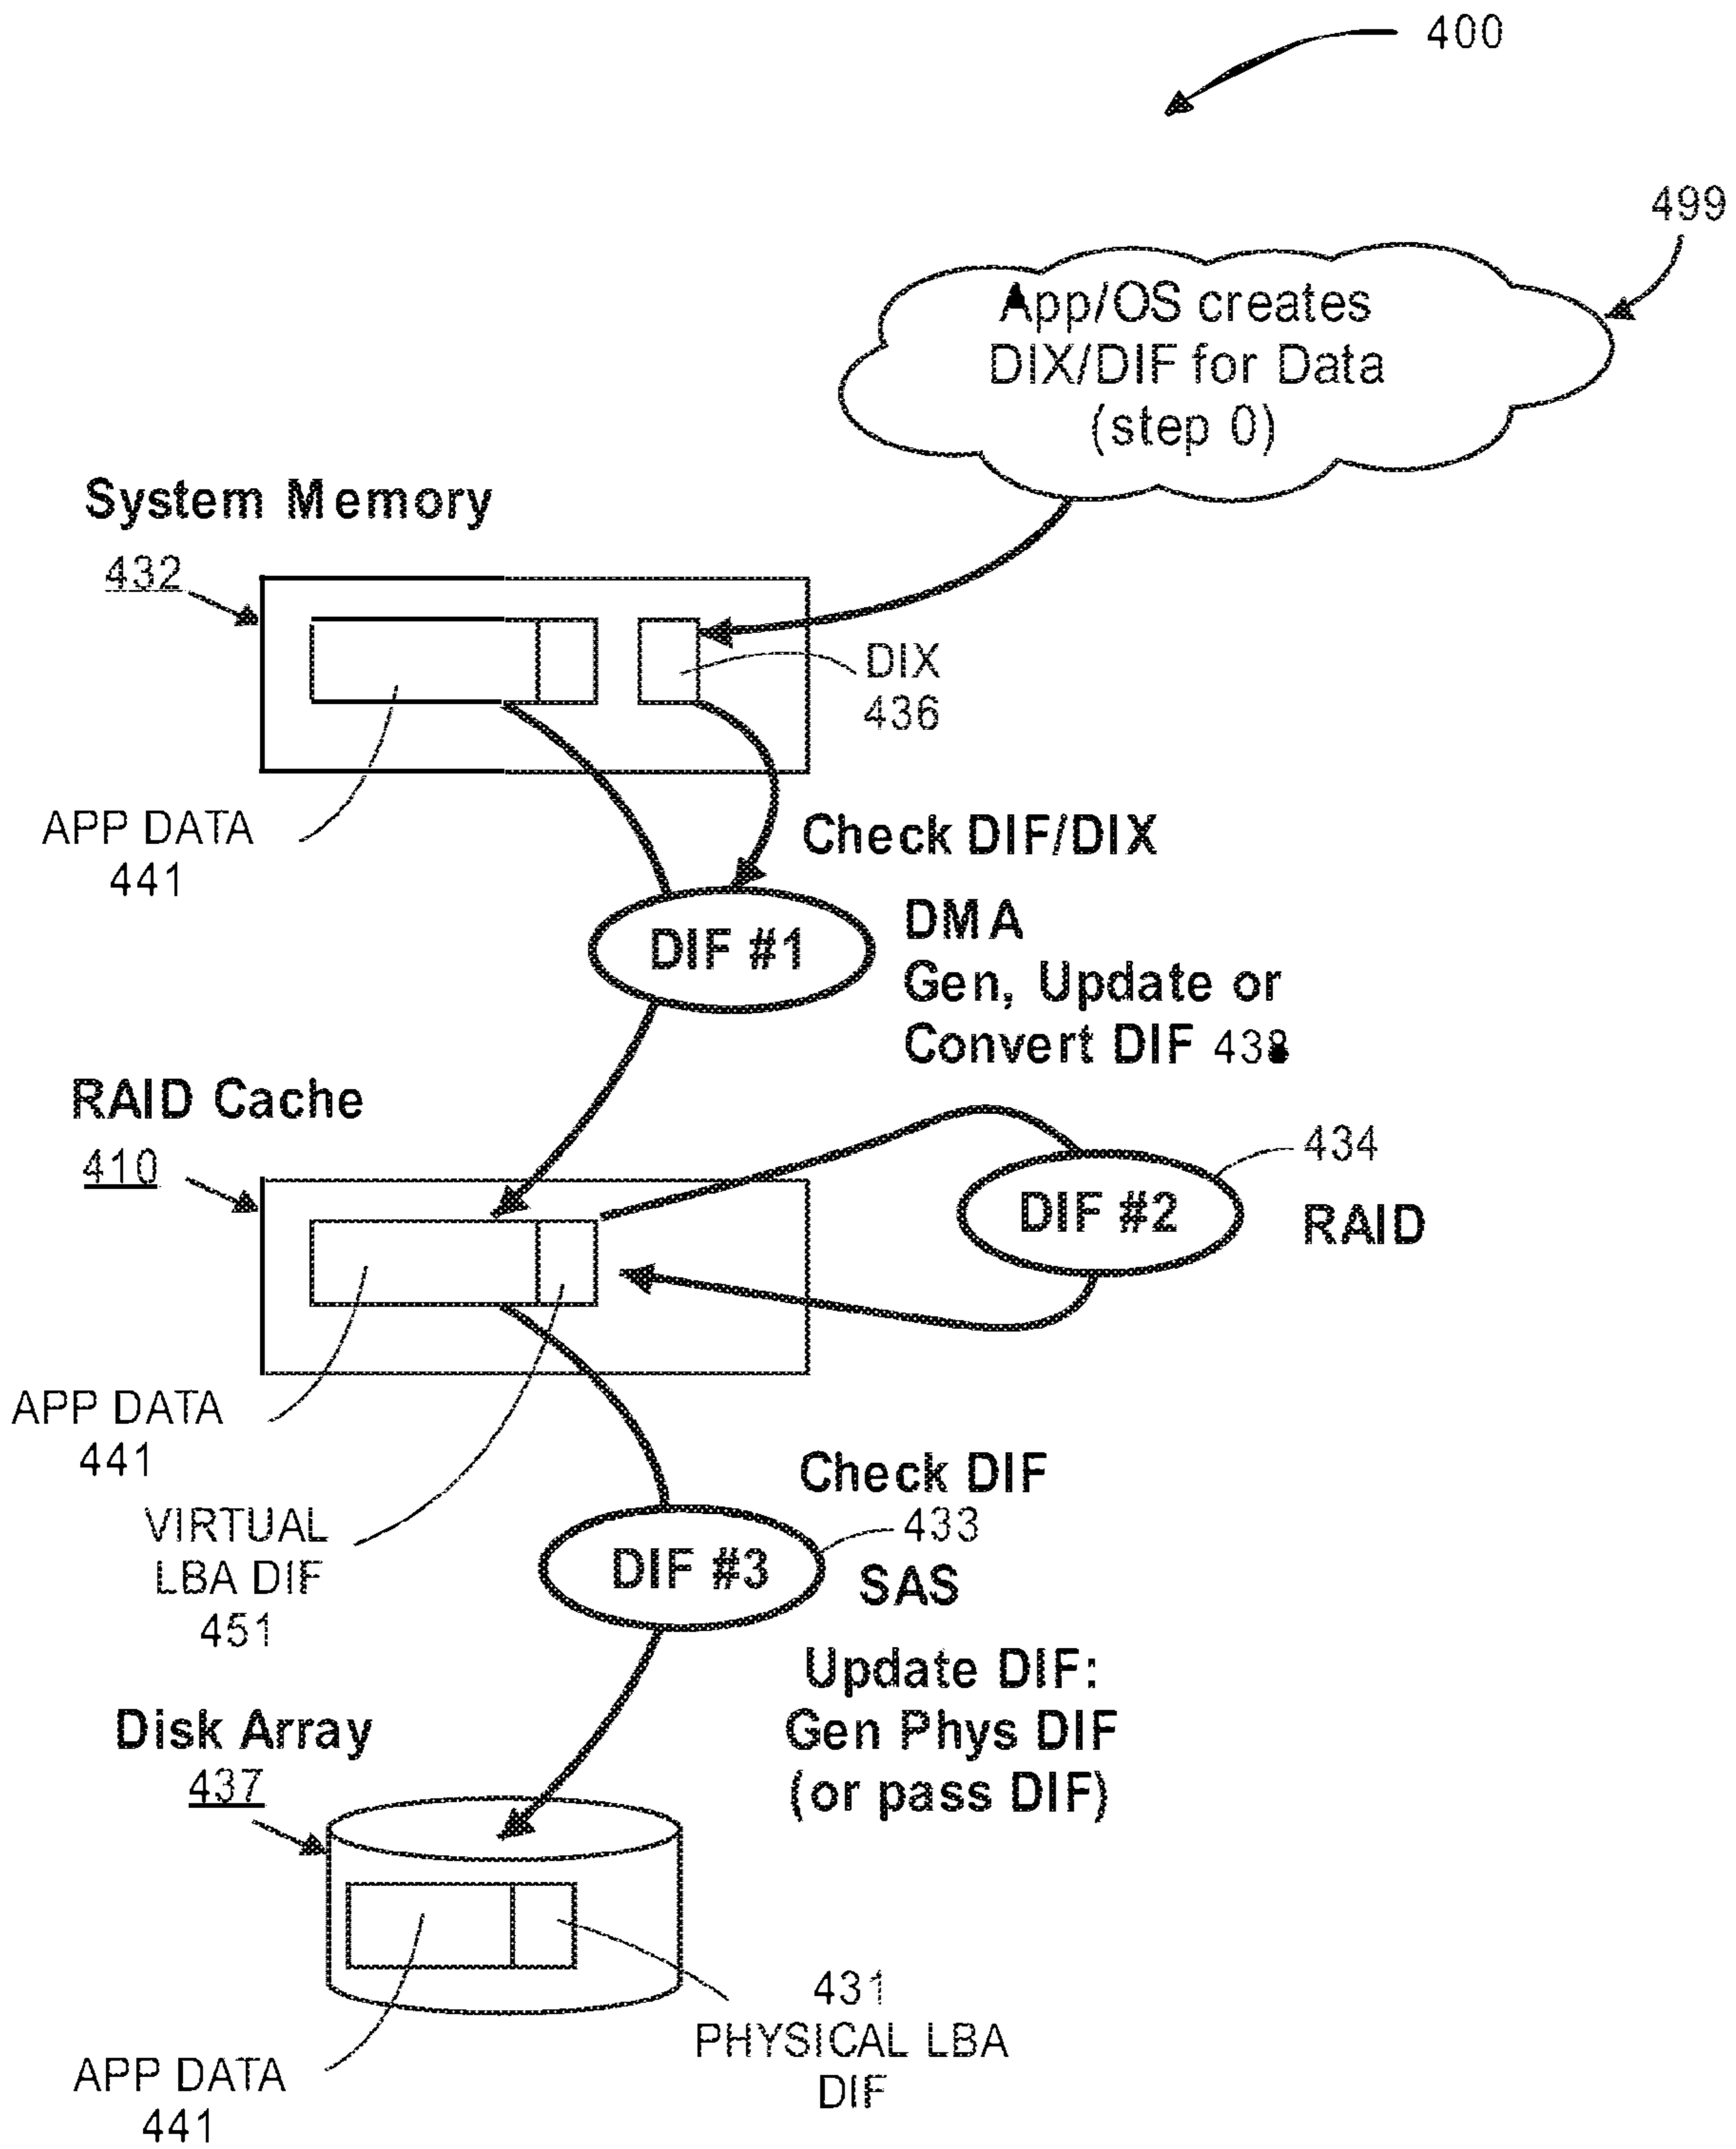 400
499
App/OS creates
DIX/DIF for Data
(step 0)
System Memory
432
DIX
436
APP DATA
441
Check DIF/DIX
DIF #1
DMA
Gen, Update or
Convert DIF 438
RAID Cache
410
434
DIF #2
RAID
APP DATA
441
VIRTUAL
LBA DIF
451
Check DIF
433
DIF #3
SAS
Update DIF:
Gen Phys DIF
(or pass DIF)
Disk Array
437
431
PHYSICAL LBA
DIF
APP DATA
441